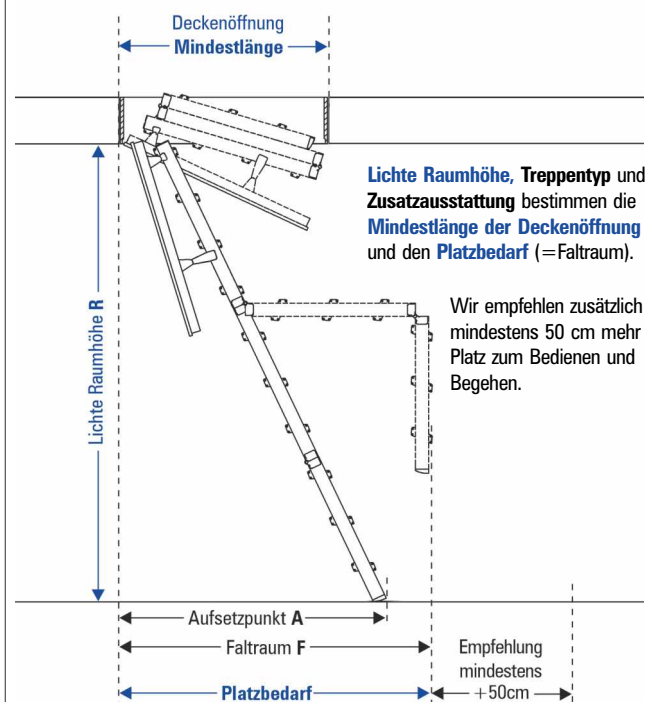 Deckenöffnung
Mindestlänge
Lichte Raumhöhe, Treppentyp und
Zusatzausstattung bestimmen die
Mindestlänge der Deckenöffnung
und den Platzbedarf (=Faltraum).
Wir empfehlen zusätzlich
mindestens 50 cm mehr
Platz zum Bedienen und
Begehen.
Lichte Raumhöhe R
Aufsetzpunkt A
Faltraum F
Empfehlung
mindestens
+50cm
Platzbedarf